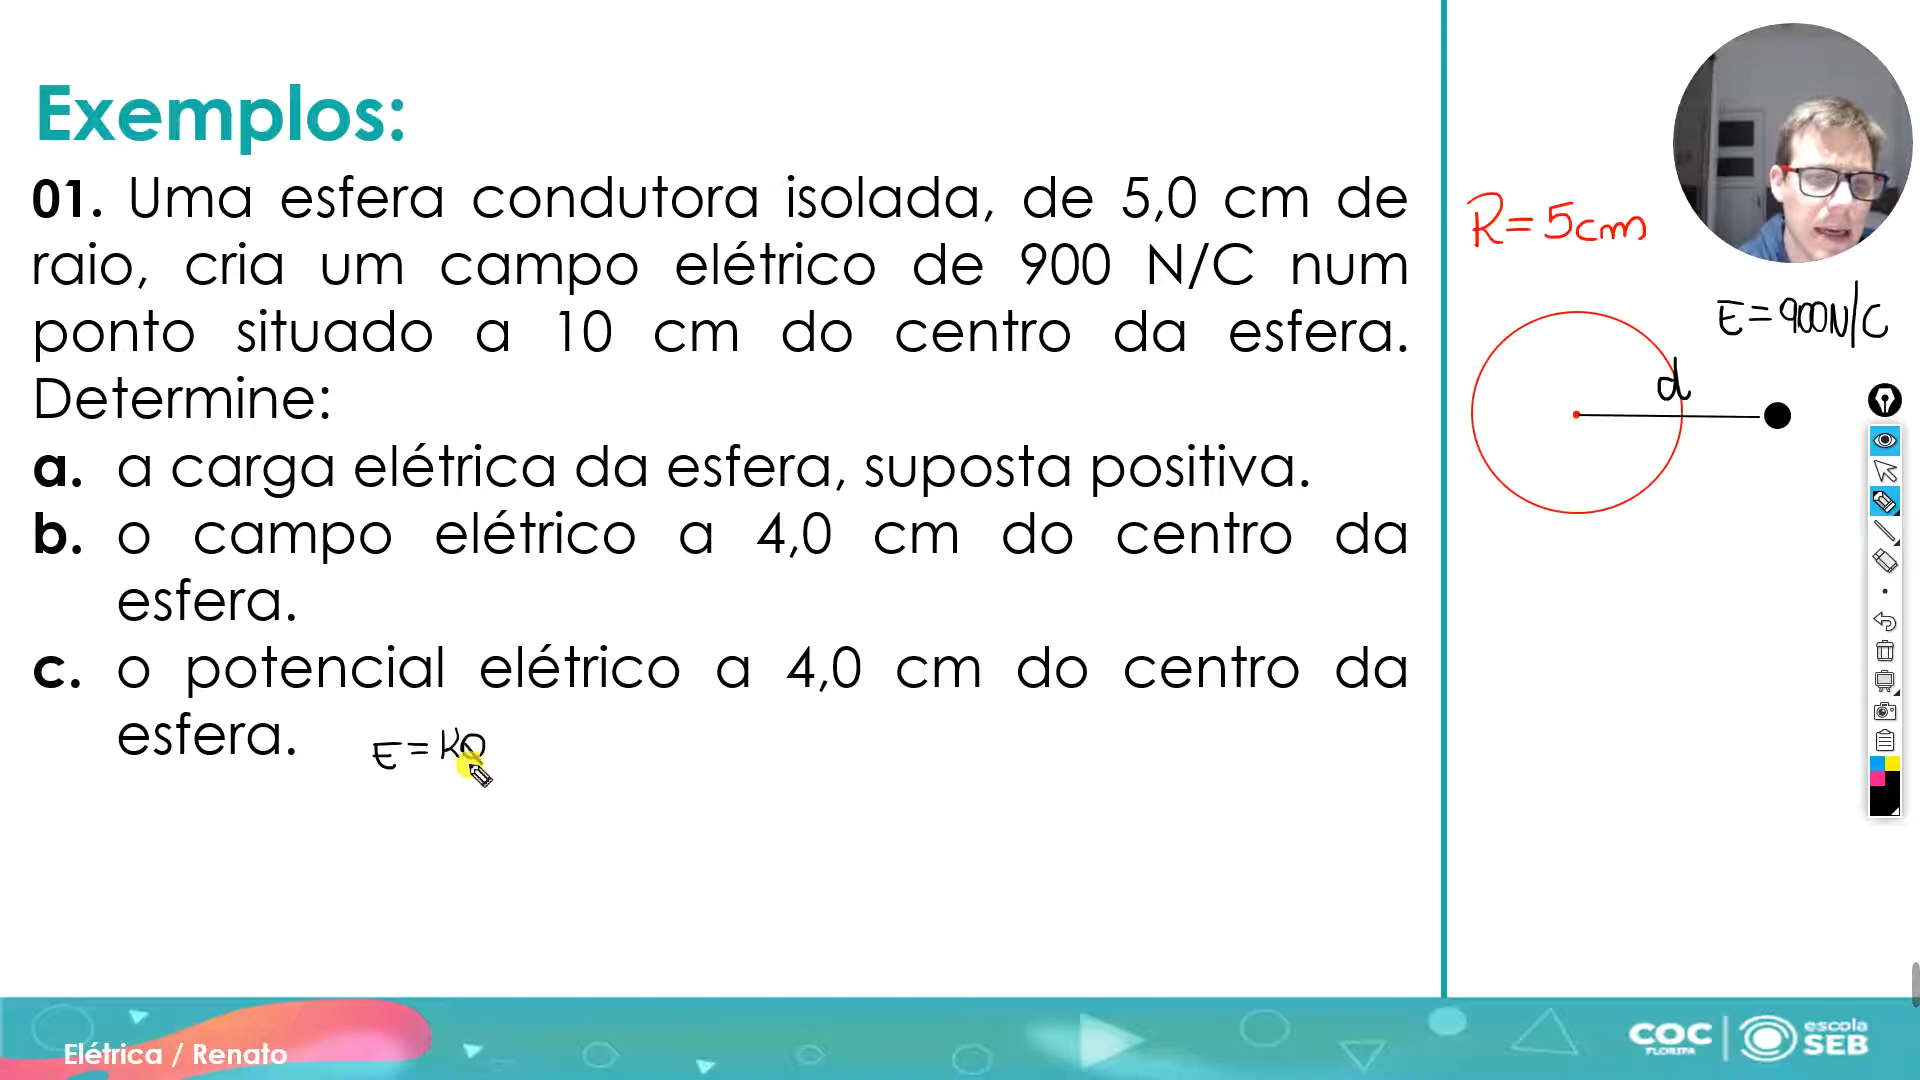 Exemplos:
01. Uma esfera condutora isolada, de 5,0 cm de
raio, cria um campo elétrico de 900 N/C num
ponto situado a 10 cm do centro da esfera.
Determine:
a. a carga elétrica da esfera, suposta positiva.
b. o campo elétrico a 4,0 cm do centro da
esfera.
c. o potencial elétrico a 4,0 cm do centro da
esfera.
E = KQ
R = 5cm
E = 900N/C
d
Elétrica / Renato
COC
FLORIPA
escola
SEB